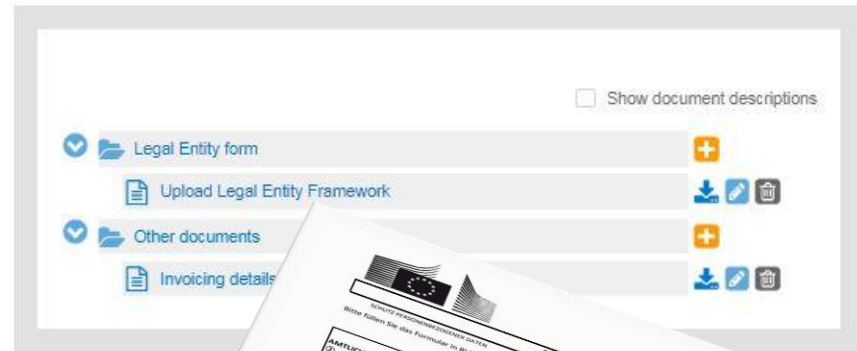 Show document descriptions
Legal Entity form
Upload Legal Entity Framework
Other documents
Invoicing details
SCHUTZ PERSONENBEZOGENER DATEN
Bitte füllen Sie das Formular in